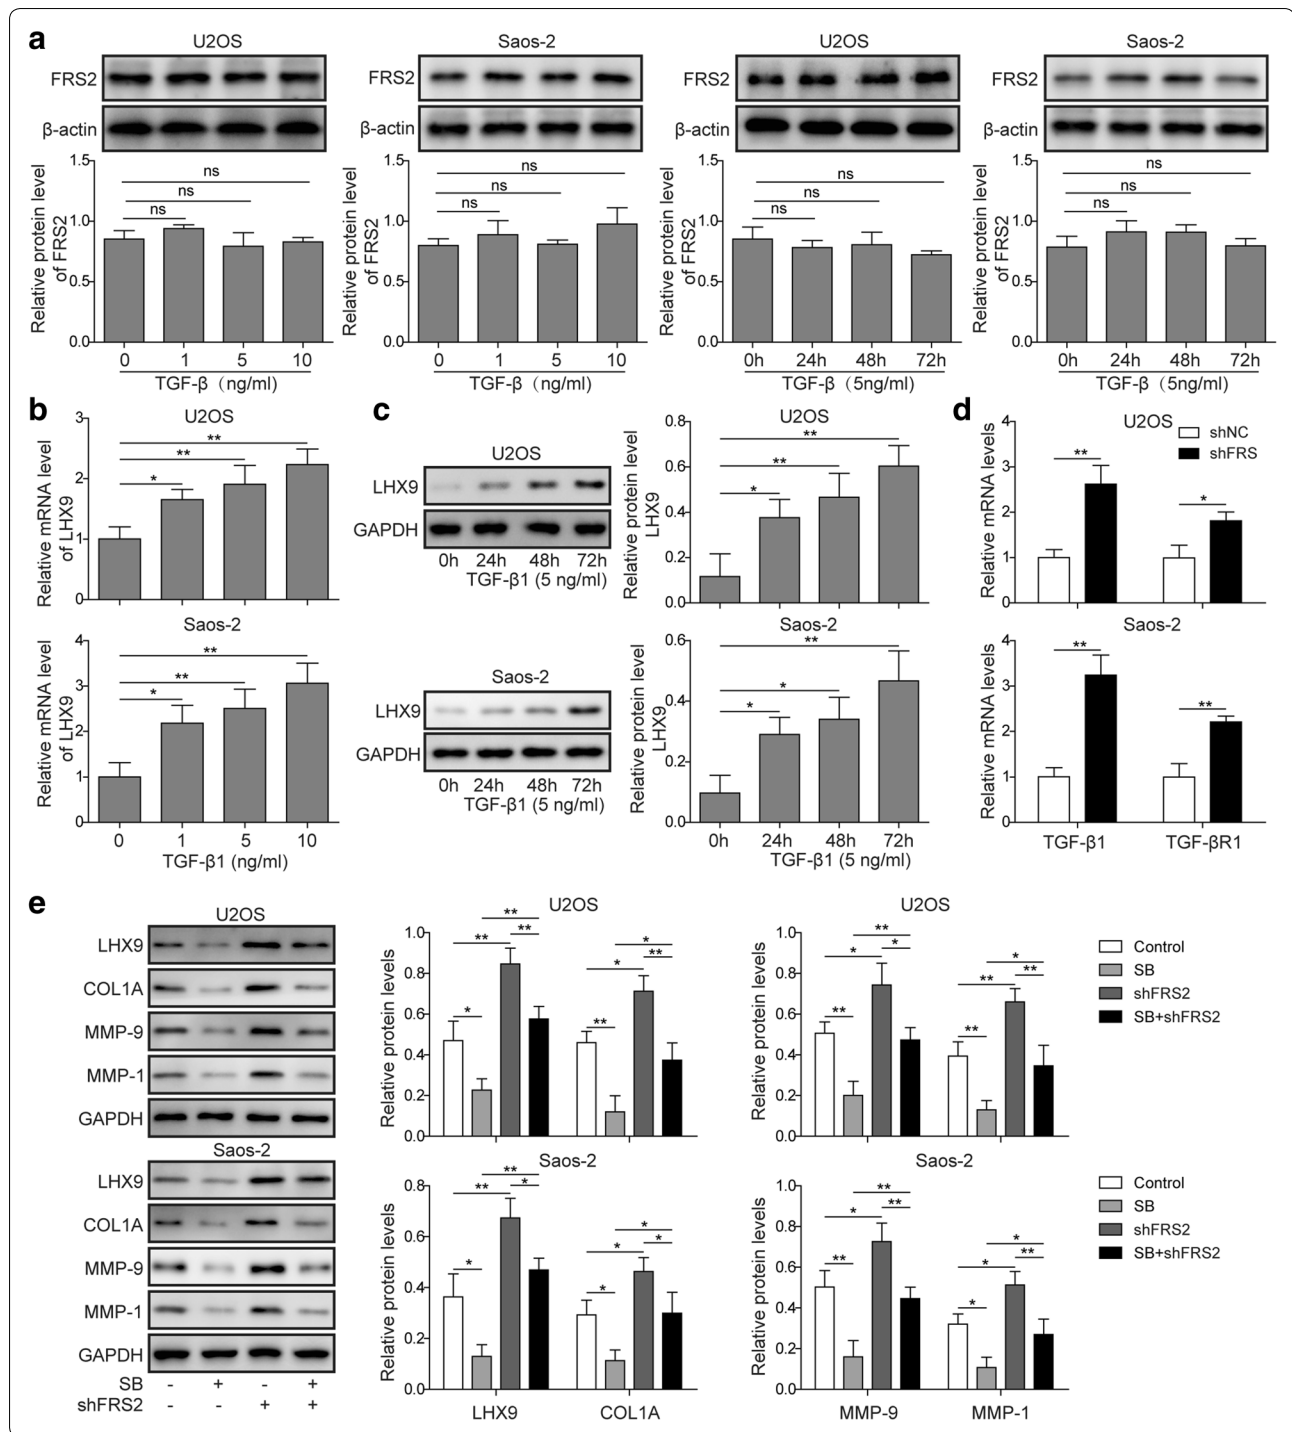 a
U2OS
FRS2
β-actin
Relative protein level
of FRS2
1.5
1.0
0.5
0.0
ns
ns
ns
0 1 5 10
TGF-β（ng/ml）
Saos-2
FRS2
β-actin
Relative protein level
of FRS2
1.5
1.0
0.5
0.0
ns
ns
ns
0 1 5 10
TGF-β（ng/ml）
U2OS
FRS2
β-actin
Relative protein level
of FRS2
1.5
1.0
0.5
0.0
ns
ns
ns
0h 24h 48h 72h
TGF-β（5ng/ml）
Saos-2
FRS2
β-actin
Relative protein level
of FRS2
1.5
1.0
0.5
0.0
ns
ns
ns
0h 24h 48h 72h
TGF-β（5ng/ml）
b
U2OS
Relative mRNA level
of LHX9
3
2
1
0
**
**
*
Saos-2
Relative mRNA level
of LHX9
4
3
2
1
0
**
**
*
0 1 5 10
TGF-β1 (ng/ml)
c
U2OS
LHX9
GAPDH
0h 24h 48h 72h
TGF-β1 (5 ng/ml)
Saos-2
LHX9
GAPDH
0h 24h 48h 72h
TGF-β1 (5 ng/ml)
U2OS
Relative protein level
LHX9
0.8
0.6
0.4
0.2
0.0
**
**
*
Saos-2
Relative protein level
LHX9
0.6
0.4
0.2
0.0
**
*
*
0h 24h 48h 72h
TGF-β1 (5 ng/ml)
d
U2OS
shNC
shFRS
Relative mRNA levels
4
3
2
1
0
**
*
Saos-2
Relative mRNA levels
4
3
2
1
0
**
**
TGF-β1 TGF-βR1
e
U2OS
LHX9
COL1A
MMP-9
MMP-1
GAPDH
Saos-2
LHX9
COL1A
MMP-9
MMP-1
GAPDH
SB - + - +
shFRS2 - - + +
U2OS
Relative protein levels
1.0
0.8
0.6
0.4
0.2
0.0
**
**
**
*
*
*
**
**
U2OS
Relative protein levels
1.0
0.8
0.6
0.4
0.2
0.0
**
*
*
**
*
**
**
**
Control
SB
shFRS2
SB+shFRS2
Saos-2
Relative protein levels
0.8
0.6
0.4
0.2
0.0
**
**
*
*
*
*
*
*
LHX9 COL1A
Saos-2
Relative protein levels
1.0
0.8
0.6
0.4
0.2
0.0
**
*
**
**
*
*
**
*
MMP-9 MMP-1
Control
SB
shFRS2
SB+shFRS2